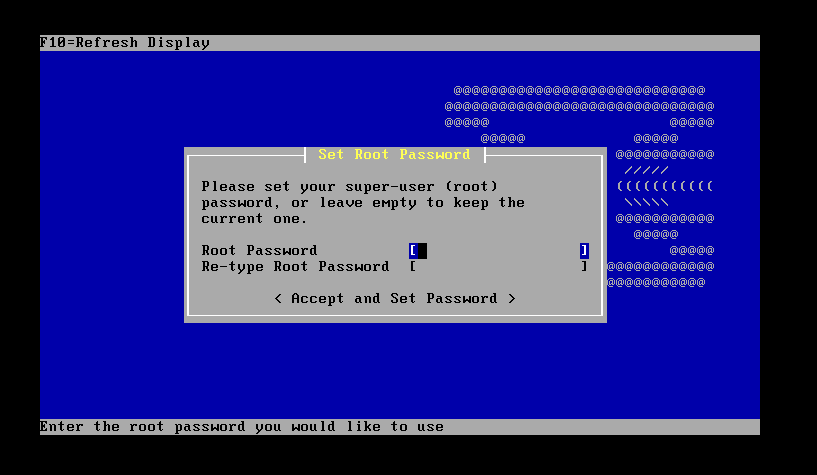 F10=Refresh Display
@@@@@@@@@@@@@@@@@@@@@@@@@@@@
@@@@@@@@@@@@@@@@@@@@@@@@@@@@@@
@@@@@ @@@@@
@@@@@ @@@@@
Set Root Password
@@@@@@@@@@@
/////
Please set your super-user (root)
(((((((((((
password, or leave empty to keep the
\\\\\
current one.
@@@@@@@@@@@
@@@@@
Root Password [ ]
@@@@@
Re-type Root Password [ ]
@@@@@@@@@@@@
@@@@@@@@@@@
< Accept and Set Password >
Enter the root password you would like to use